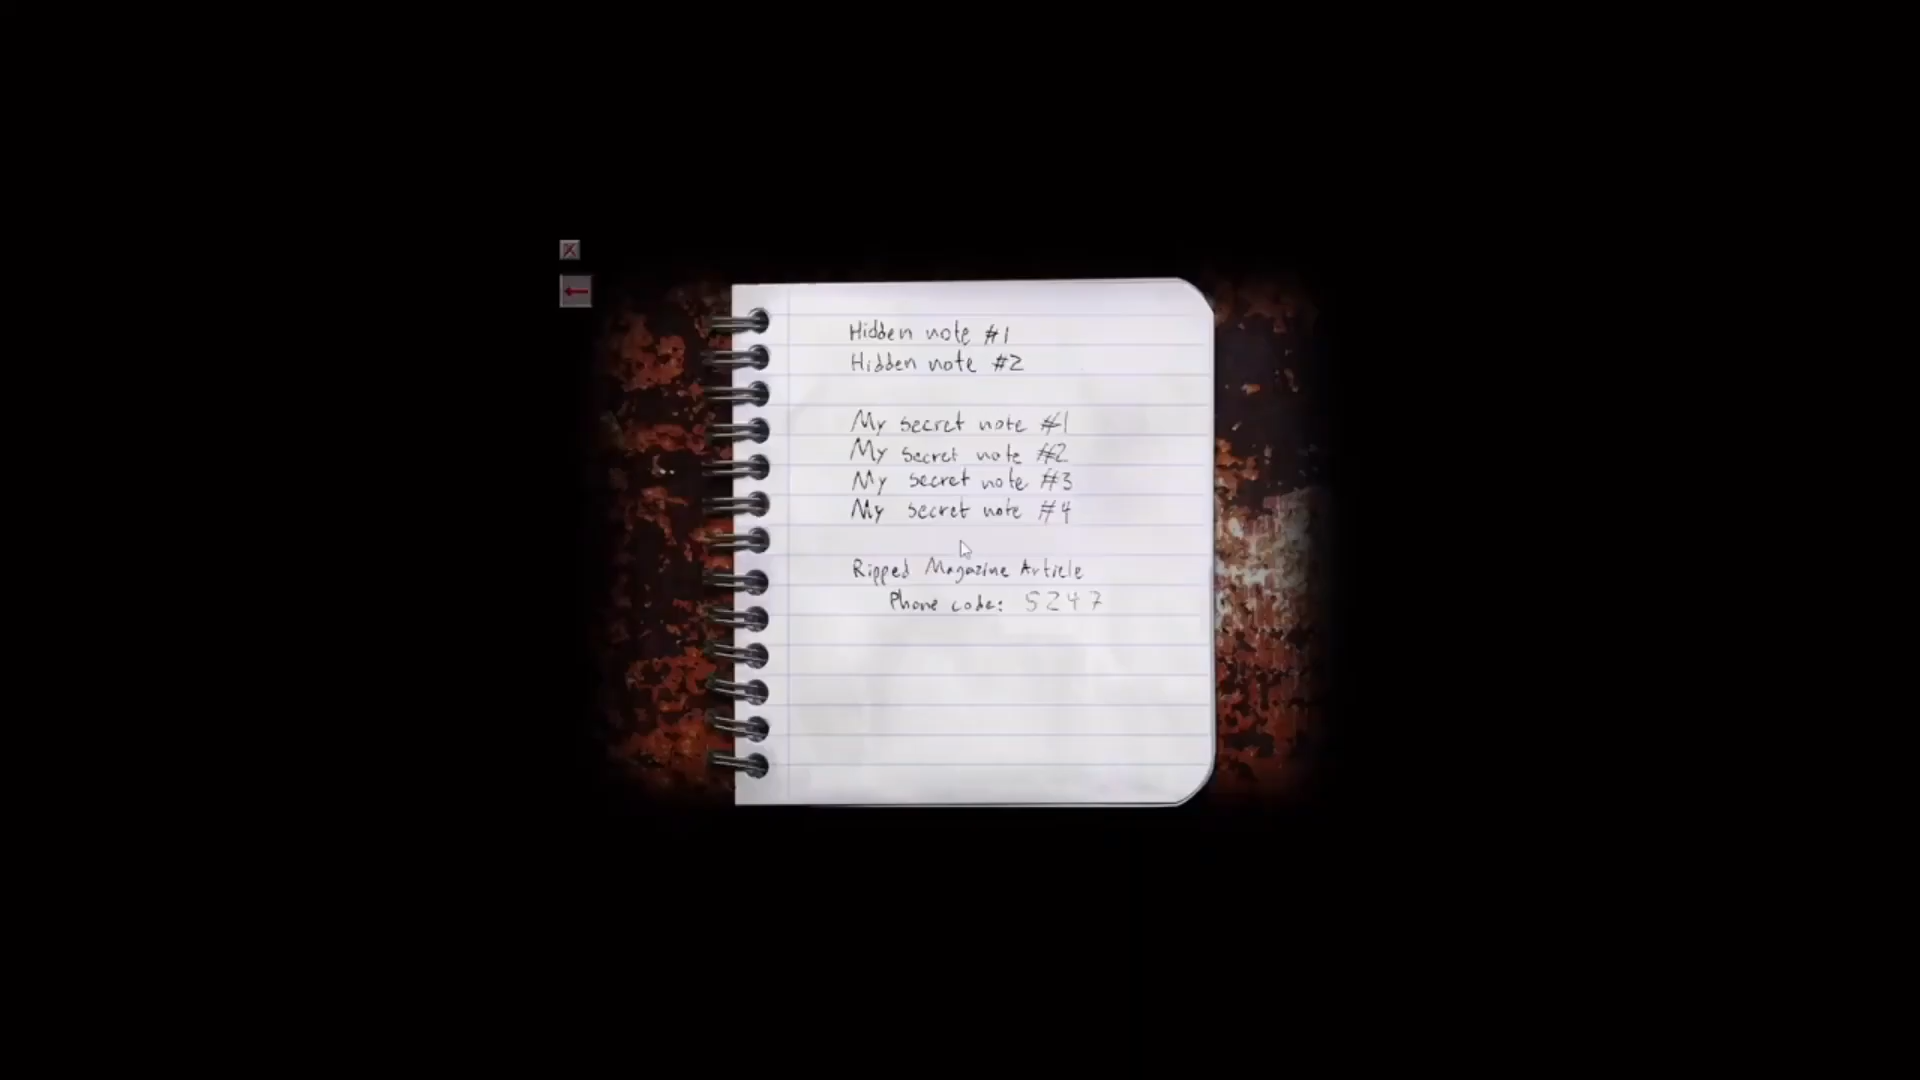 Hidden note #1
Hidden note #2
My secret note #1
My secret note #2
My secret note #3
My secret note #4
Ripped Magazine Article
Phone code: 5247